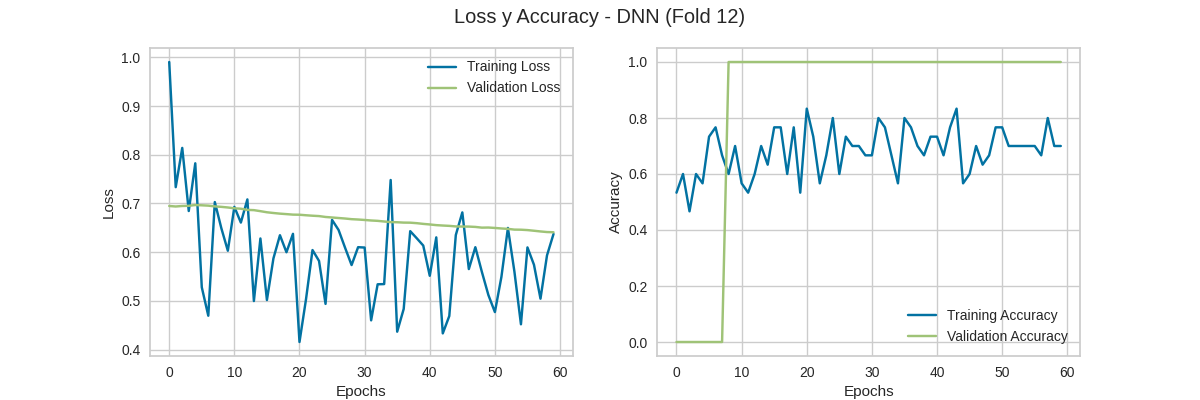 Loss y Accuracy - DNN (Fold 12)
Training Loss
Validation Loss
1.0
0.9
0.8
0.7
0.6
0.5
0.4
Loss
0 10 20 30 40 50 60
Epochs
1.0
0.8
0.6
0.4
0.2
0.0
Accuracy
Training Accuracy
Validation Accuracy
0 10 20 30 40 50 60
Epochs